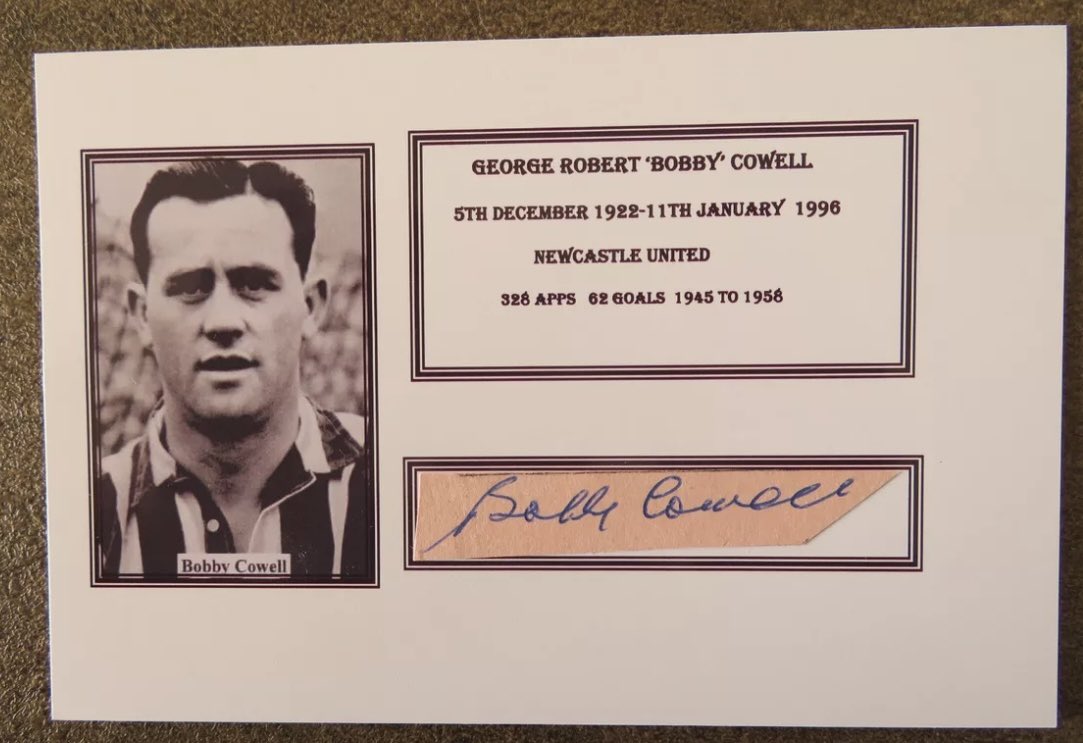 GEORGE ROBERT ‘BOBBY’ COWELL
5TH DECEMBER 1922-11TH JANUARY 1996
NEWCASTLE UNITED
328 APPS 62 GOALS 1945 TO 1958
Bobby Cowell
Bobby Cowell